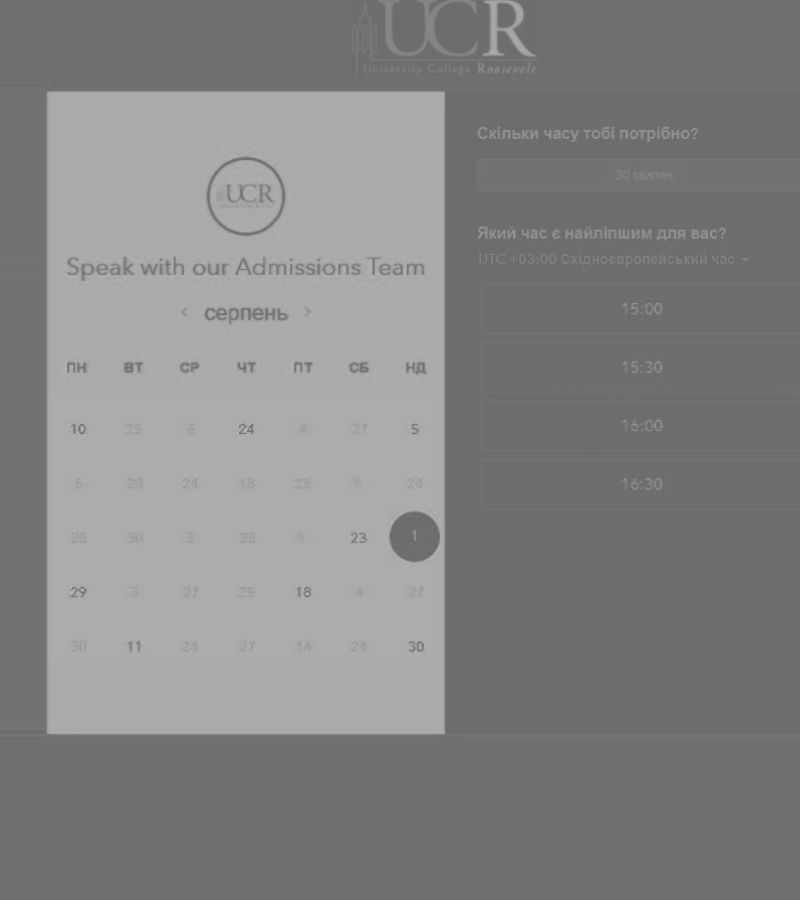 UCR
University College Roosevelt
UCR
Speak with our Admissions Team
< серпень >
ПН ВТ СР ЧТ ПТ СБ НД
10 25 6 24 4 27 5
6 29 24 18 25 5 24
28 30 3 28 5 23 1
29 3 27 25 18 4 27
30 11 24 27 14 24 30
Скільки часу тобі потрібно?
30 хвилин
Який час є найліпшим для вас?
UTC +03:00 Східноєвропейський час
15:00
15:30
16:00
16:30